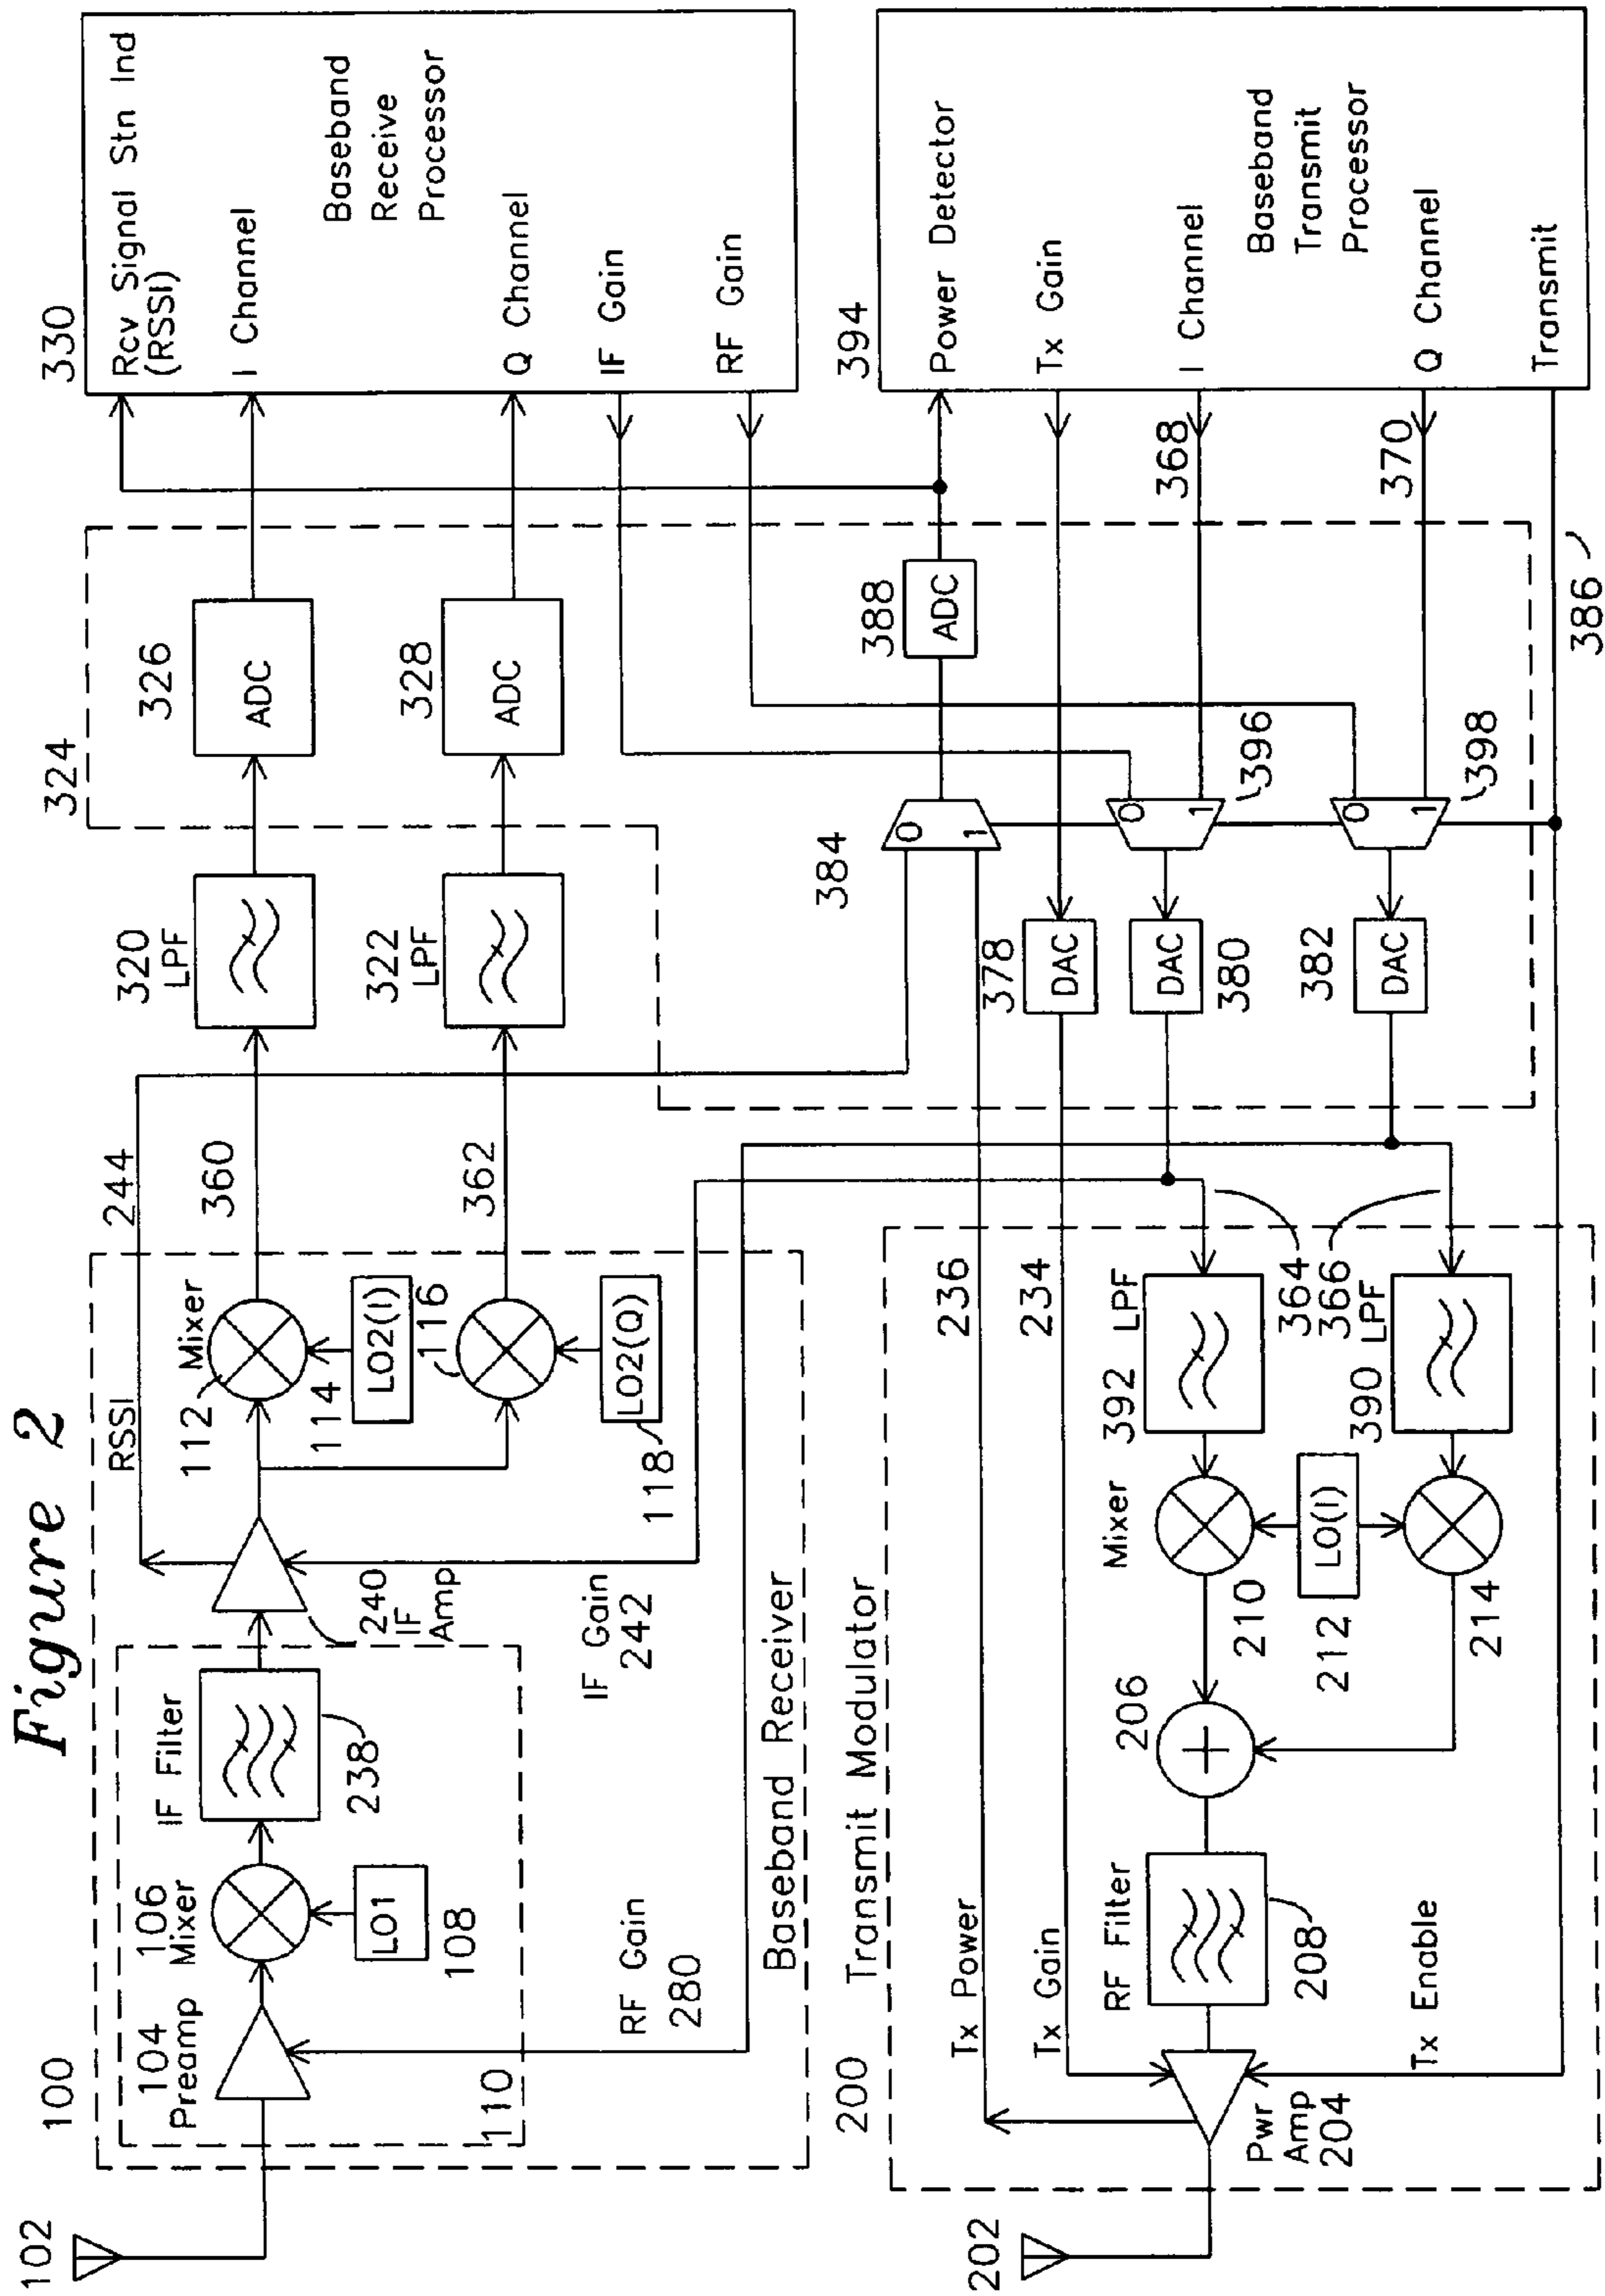 Figure 2
102
100
104
Preamp
106
Mixer
LO1
108
110
IF Filter
238
240
IF
Amp
RSSI
244
112
Mixer
114
LO2(I)
116
LO2(Q)
118
360
362
IF Gain
242
RF Gain
280
Baseband Receiver
320
LPF
322
LPF
324
326
ADC
328
ADC
330
Rcv Signal Stn Ind
(RSSI)
I Channel
Baseband
Receive
Processor
Q Channel
IF Gain
RF Gain
202
200
Transmit Modulator
Tx Power
236
Tx Gain
234
Pwr
Amp
204
Tx Enable
RF Filter
208
206
Mixer
210
LO(I)
212
214
392
LPF
390
LPF
364
366
384
0
1
388
ADC
378
DAC
DAC
380
382
DAC
0
1
396
0
1
398
386
368
370
394
Power Detector
Tx Gain
I Channel
Baseband
Transmit
Processor
Q Channel
Transmit